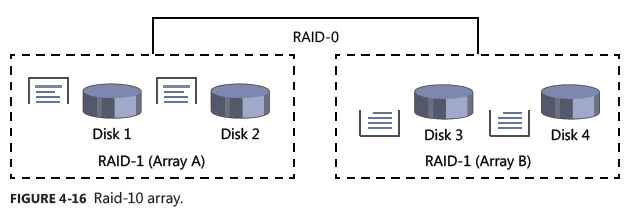 RAID-0
Disk 1
Disk 2
Disk 3
Disk 4
RAID-1 (Array A)
RAID-1 (Array B)
FIGURE 4-16 Raid-10 array.